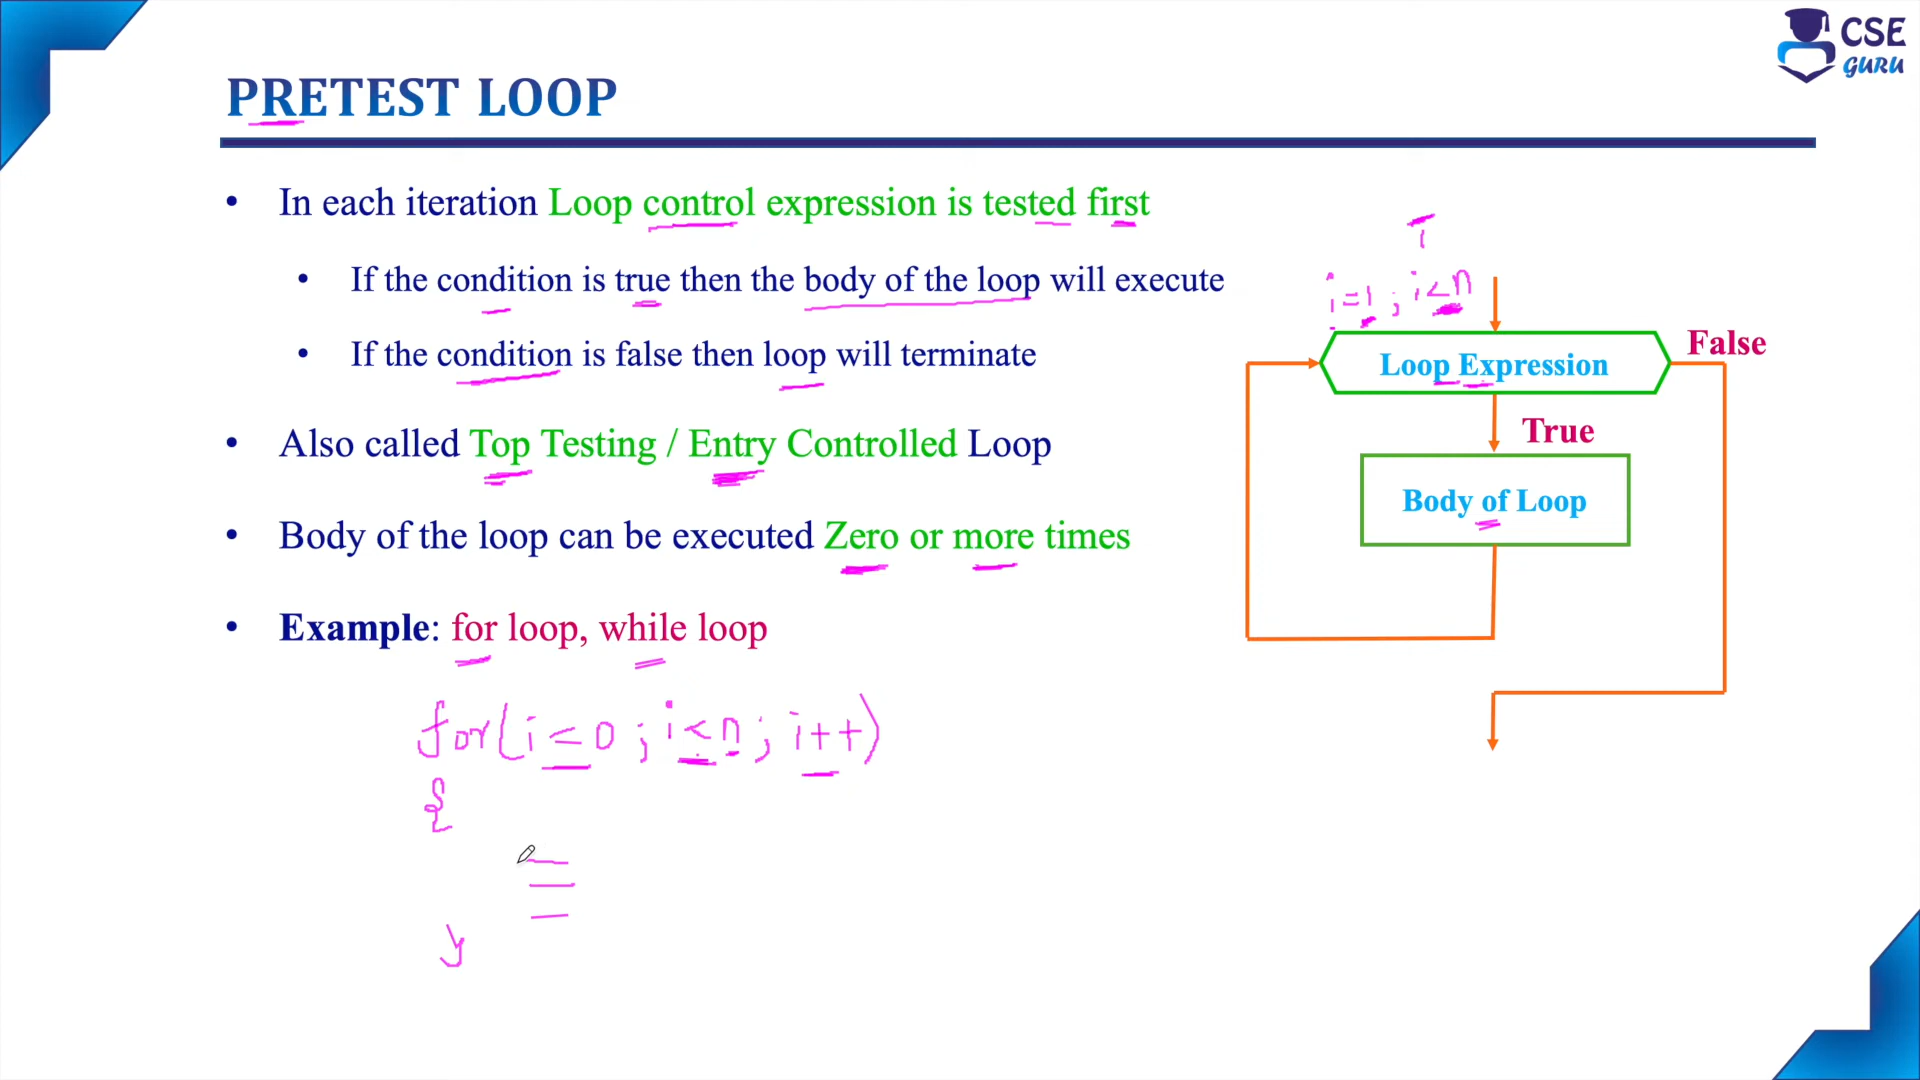 CSE
GURU
PRETEST LOOP
• In each iteration Loop control expression is tested first
• If the condition is true then the body of the loop will execute
• If the condition is false then loop will terminate
• Also called Top Testing / Entry Controlled Loop
• Body of the loop can be executed Zero or more times
• Example: for loop, while loop
for(i<=0; i<n; i++)
{
}
T
i=1; i<n
Loop Expression
False
True
Body of Loop